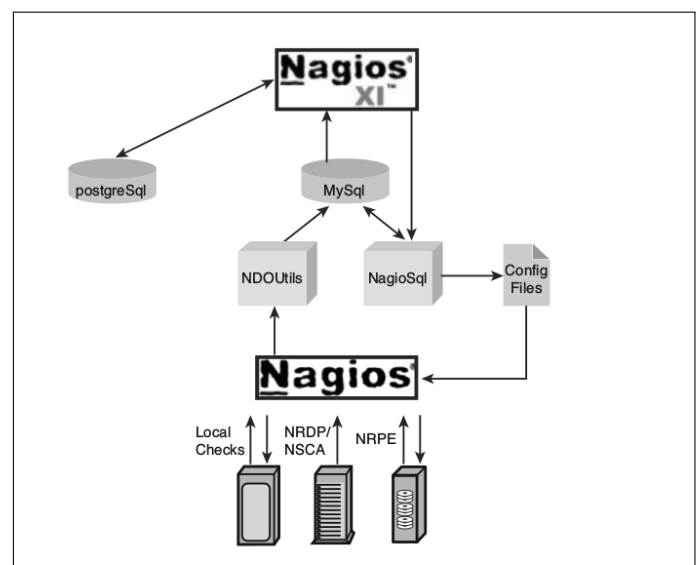 Nagios®
XI™
postgreSql
MySql
NDOUtils
NagioSql
Config
Files
Nagios®
Local
Checks
NRDP/
NSCA
NRPE